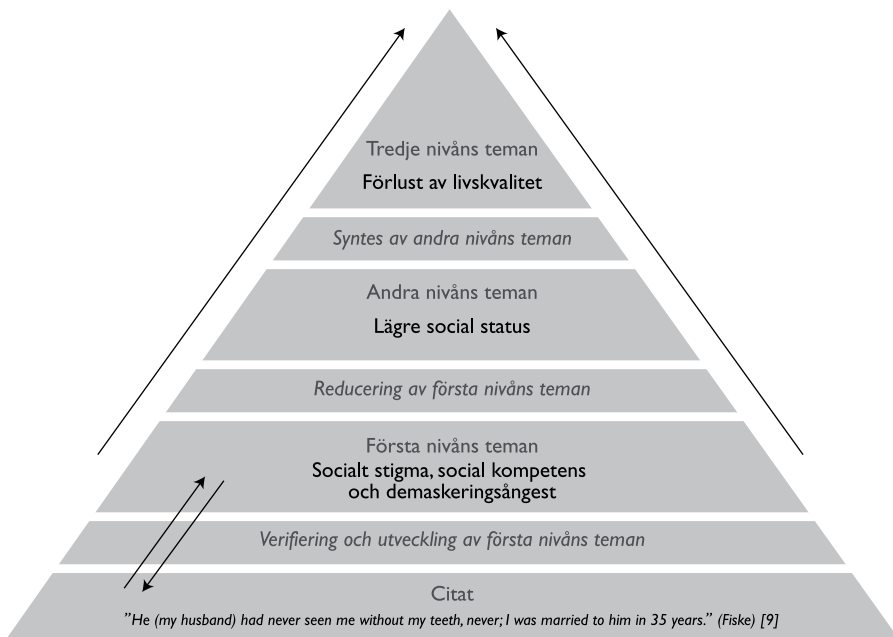 Tredje nivåns teman
Förlust av livskvalitet
Syntes av andra nivåns teman
Andra nivåns teman
Lägre social status
Reducering av första nivåns teman
Första nivåns teman
Socialt stigma, social kompetens
och demaskeringsångest
Verifiering och utveckling av första nivåns teman
Citat
”He (my husband) had never seen me without my teeth, never; I was married to him in 35 years.” (Fiske) [9]